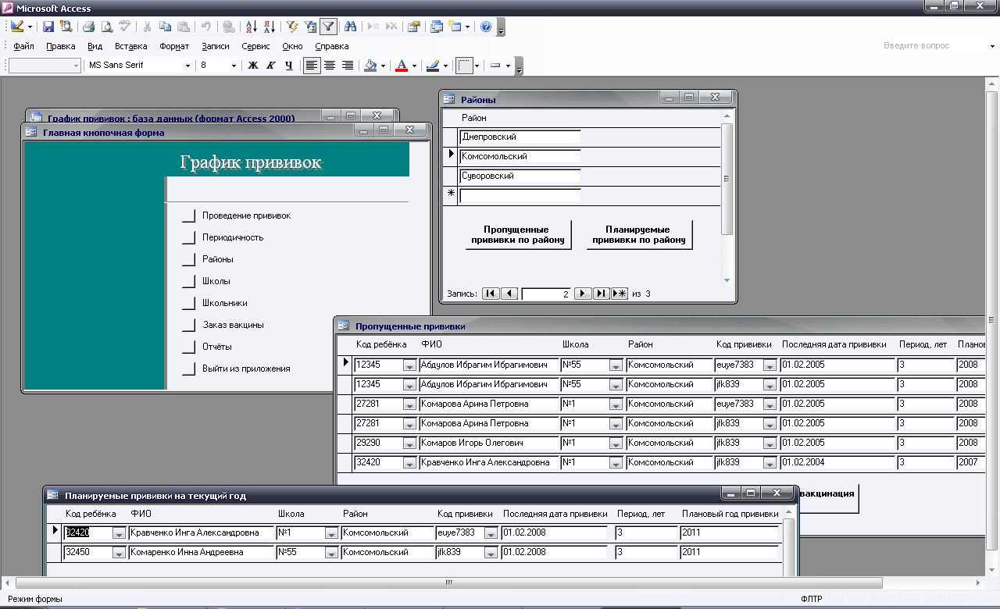 Microsoft Access
Файл Правка Вид Вставка Формат Записи Сервис Окно Справка
Введите вопрос
MS Sans Serif 8 Ж К Ч
График прививок : база данных (формат Access 2000)
Главная кнопочная форма
График прививок
Проведение прививок
Периодичность
Районы
Школы
Школьники
Заказ вакцины
Отчёты
Выйти из приложения
Районы
Район
Днепровский
Комсомольский
Суворовский
Пропущенные прививки по району
Планируемые прививки по району
Запись: 2 из 3
Пропущенные прививки
Код ребёнка ФИО Школа Район Код прививки Последняя дата прививки Период, лет Планов
12345 Абдулов Ибрагим Ибрагимович №55 Комсомольский euye7383 01.02.2005 3 2008
12345 Абдулов Ибрагим Ибрагимович №55 Комсомольский jfk839 01.02.2005 3 2008
27281 Комарова Арина Петровна №1 Комсомольский euye7383 01.02.2005 3 2008
27281 Комарова Арина Петровна №1 Комсомольский jfk839 01.02.2005 3 2008
29290 Комаров Игорь Олегович №1 Комсомольский jfk839 01.02.2005 3 2008
32420 Кравченко Инга Александровна №1 Комсомольский jfk839 01.02.2004 3 2007
вакцинация
Планируемые прививки на текущий год
Код ребёнка ФИО Школа Район Код прививки Последняя дата прививки Период, лет Плановый год прививки
32420 Кравченко Инга Александровна №1 Комсомольский euye7383 01.02.2008 3 2011
32450 Комаренко Инна Андреевна №55 Комсомольский jfk839 01.02.2008 3 2011
Режим формы
ФЛТР